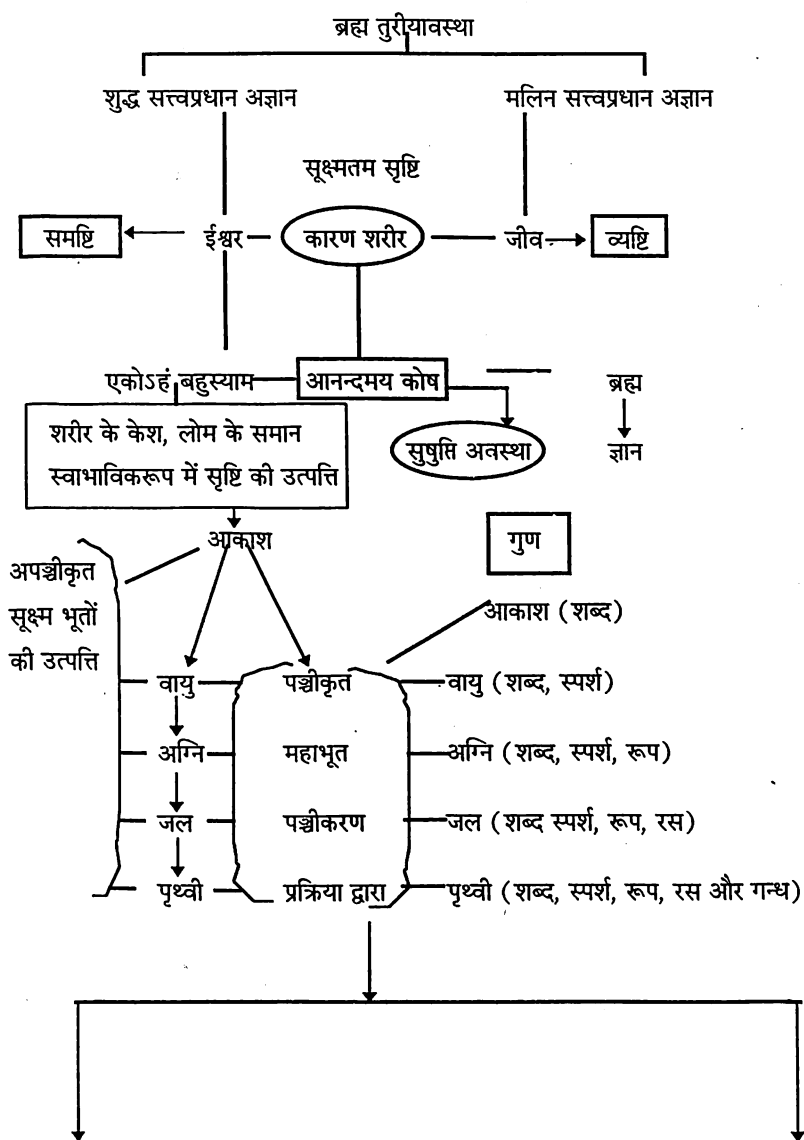 ब्रह्म तुरीयावस्था
शुद्ध सत्त्वप्रधान अज्ञान
मलिन सत्त्वप्रधान अज्ञान
सूक्ष्मतम सृष्टि
समष्टि
ईश्वर
कारण शरीर
जीव
व्यष्टि
एकोऽहं बहुस्याम
आनन्दमय कोष
ब्रह्म
शरीर के केश, लोम के समान
स्वाभाविकरूप में सृष्टि की उत्पत्ति
सुषुप्ति अवस्था
ज्ञान
आकाश
गुण
अपञ्चीकृत
सूक्ष्म भूतों
की उत्पत्ति
आकाश (शब्द)
वायु
पञ्चीकृत
वायु (शब्द, स्पर्श)
अग्नि
महाभूत
अग्नि (शब्द, स्पर्श, रूप)
जल
पञ्चीकरण
जल (शब्द स्पर्श, रूप, रस)
पृथ्वी
प्रक्रिया द्वारा
पृथ्वी (शब्द, स्पर्श, रूप, रस और गन्ध)